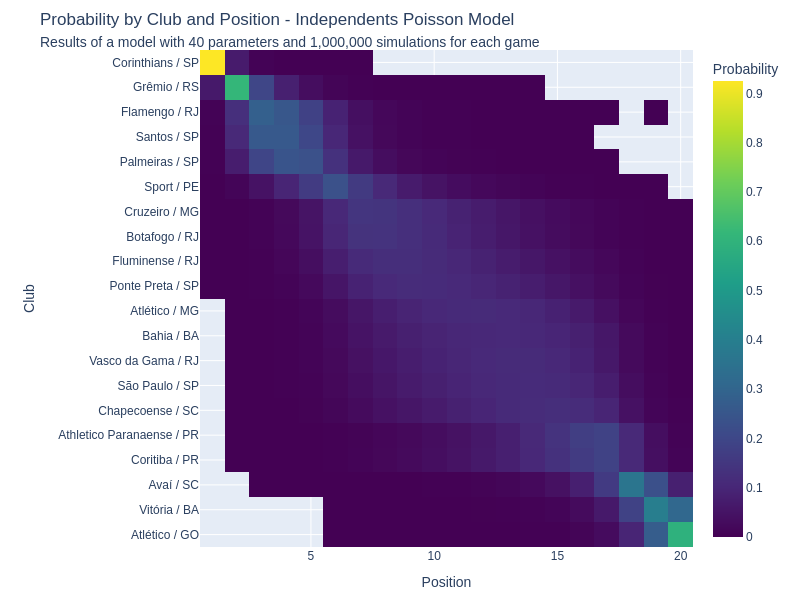 Probability by Club and Position - Independents Poisson Model
Results of a model with 40 parameters and 1,000,000 simulations for each game
Corinthians / SP
Grêmio / RS
Flamengo / RJ
Santos / SP
Palmeiras / SP
Sport / PE
Cruzeiro / MG
Botafogo / RJ
Fluminense / RJ
Ponte Preta / SP
Atlético / MG
Bahia / BA
Vasco da Gama / RJ
São Paulo / SP
Chapecoense / SC
Athletico Paranaense / PR
Coritiba / PR
Avaí / SC
Vitória / BA
Atlético / GO
Club
5
10
15
20
Position
Probability
0.9
0.8
0.7
0.6
0.5
0.4
0.3
0.2
0.1
0